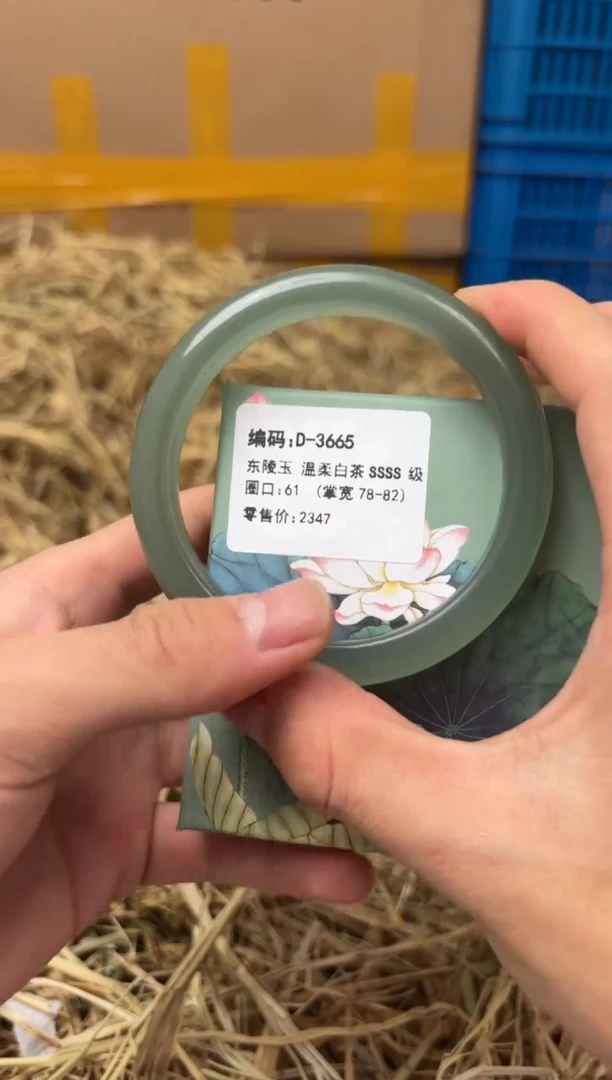 编码:D-3665
东陵玉 温柔白茶 SSSS 级
圈口:61 (掌宽 78-82)
零售价:2347